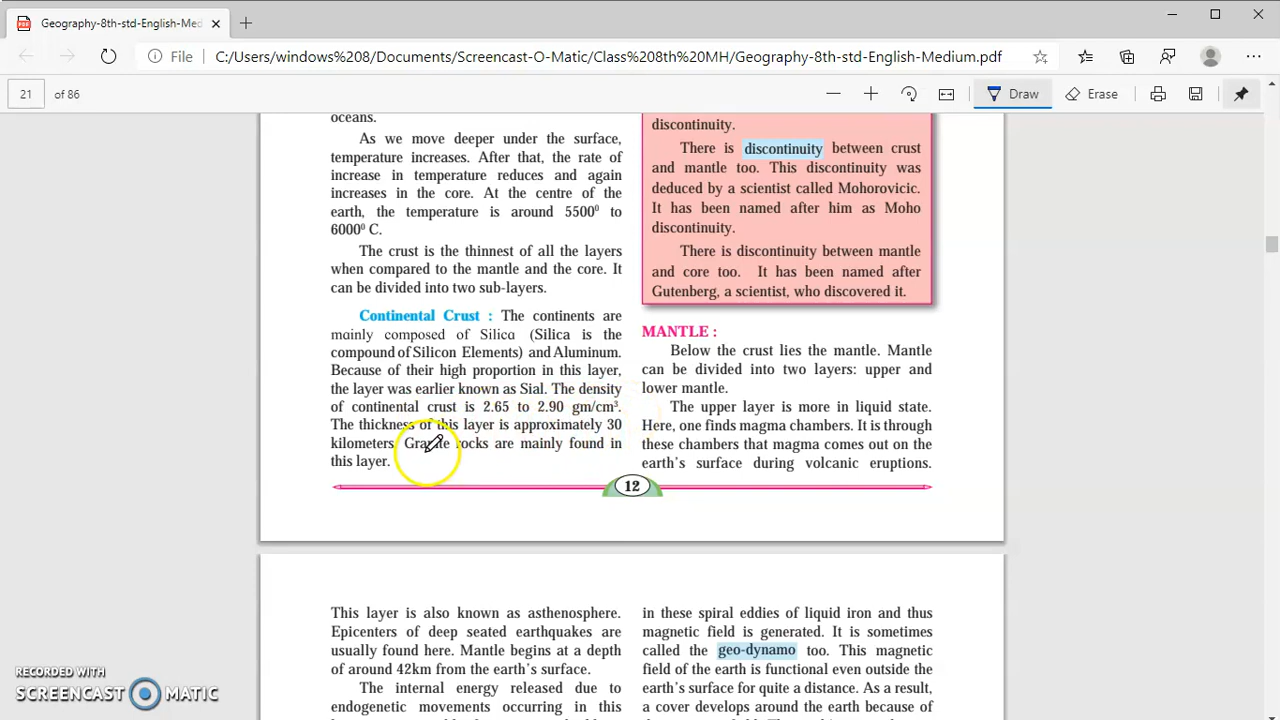 Geography-8th-std-English-Med
File
C:/Users/windows%208/Documents/Screencast-O-Matic/Class%208th%20MH/Geography-8th-std-English-Medium.pdf
21 of 86
Draw
Erase
oceans.
As we move deeper under the surface,
temperature increases. After that, the rate of
increase in temperature reduces and again
increases in the core. At the centre of the
earth, the temperature is around 5500⁰ to
6000⁰ C.
The crust is the thinnest of all the layers
when compared to the mantle and the core. It
can be divided into two sub-layers.
Continental Crust : The continents are
mainly composed of Silica (Silica is the
compound of Silicon Elements) and Aluminum.
Because of their high proportion in this layer,
the layer was earlier known as Sial. The density
of continental crust is 2.65 to 2.90 gm/cm³.
The thickness of this layer is approximately 30
kilometers. Granite rocks are mainly found in
this layer.
discontinuity.
There is discontinuity between crust
and mantle too. This discontinuity was
deduced by a scientist called Mohorovicic.
It has been named after him as Moho
discontinuity.
There is discontinuity between mantle
and core too. It has been named after
Gutenberg, a scientist, who discovered it.
MANTLE :
Below the crust lies the mantle. Mantle
can be divided into two layers: upper and
lower mantle.
The upper layer is more in liquid state.
Here, one finds magma chambers. It is through
these chambers that magma comes out on the
earth's surface during volcanic eruptions.
12
This layer is also known as asthenosphere.
Epicenters of deep seated earthquakes are
usually found here. Mantle begins at a depth
of around 42km from the earth's surface.
The internal energy released due to
endogenetic movements occurring in this
in these spiral eddies of liquid iron and thus
magnetic field is generated. It is sometimes
called the geo-dynamo too. This magnetic
field of the earth is functional even outside the
earth's surface for quite a distance. As a result,
a cover develops around the earth because of
RECORDED WITH
SCREENCAST MATIC